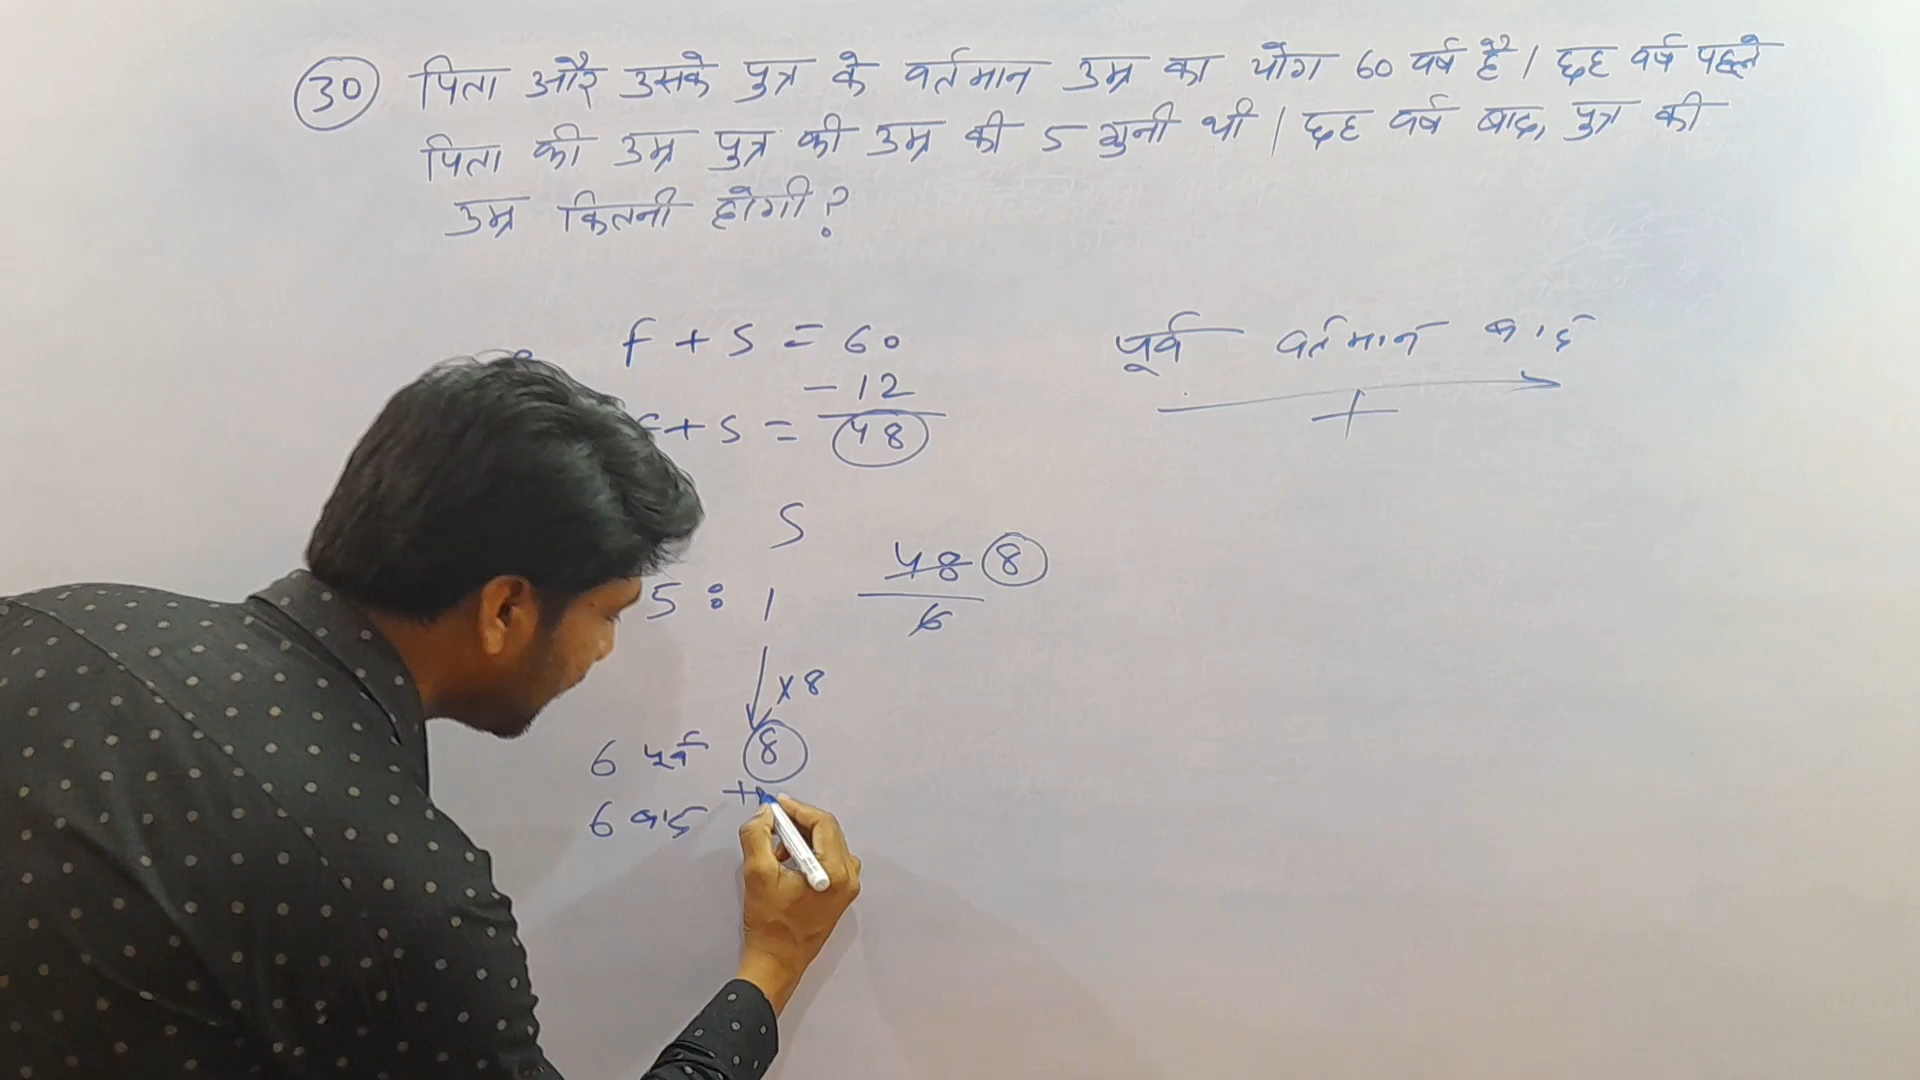 30 पिता और उसके पुत्र के वर्तमान उम्र का योग 60 वर्ष है। छह वर्ष पहले
पिता की उम्र पुत्र की उम्र की 5 गुनी थी। छह वर्ष बाद, पुत्र की
उम्र कितनी होगी?
f + S = 60
- 12
+ S = 48
S
5 : 1
× 8
6 पूर्व 8
6 बाद +
48 8
6
पूर्व वर्तमान बाद
+